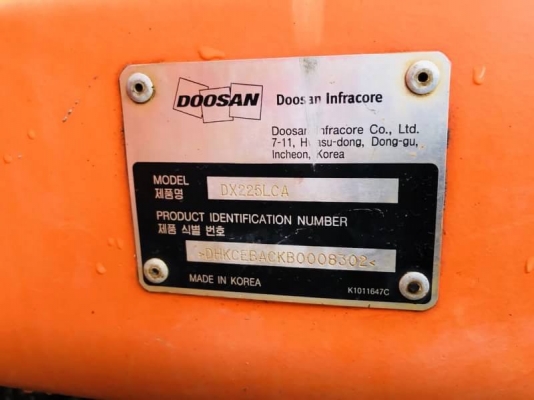 DOOSAN Doosan Infracore
Doosan Infracore Co., Ltd.
7-11, Hwasu-dong, Dong-gu,
Incheon, Korea
MODEL
제품명
DX225LCA
PRODUCT IDENTIFICATION NUMBER
제품 식별 번호
>DHKCEBACKB0008302<
MADE IN KOREA
K1011647C